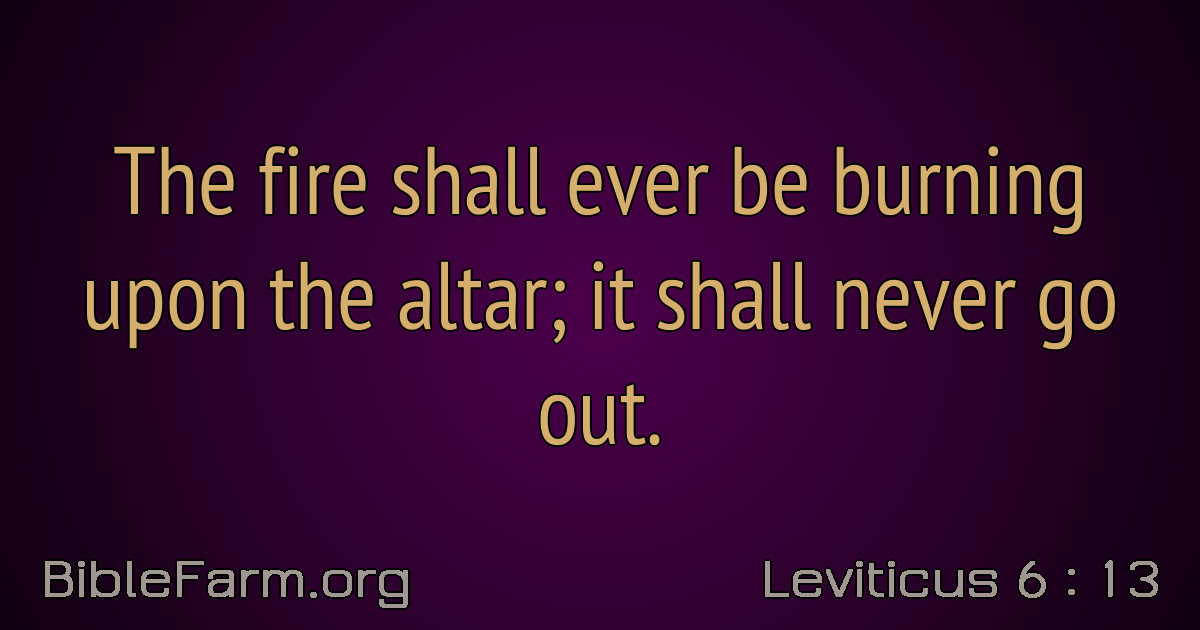 The fire shall ever be burning
upon the altar; it shall never go
out.
BibleFarm.org
Leviticus 6 : 13